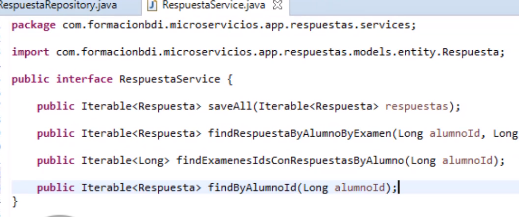 RespuestaRepository.java
RespuestaService.java
package com.formacionbdi.microservicios.app.respuestas.services;
import com.formacionbdi.microservicios.app.respuestas.models.entity.Respuesta;
public interface RespuestaService {
public Iterable<Respuesta> saveAll(Iterable<Respuesta> respuestas);
public Iterable<Respuesta> findRespuestaByAlumnoByExamen(Long alumnoId, Long
public Iterable<Long> findExamenesIdsConRespuestasByAlumno(Long alumnoId);
public Iterable<Respuesta> findByAlumnoId(Long alumnoId);
}